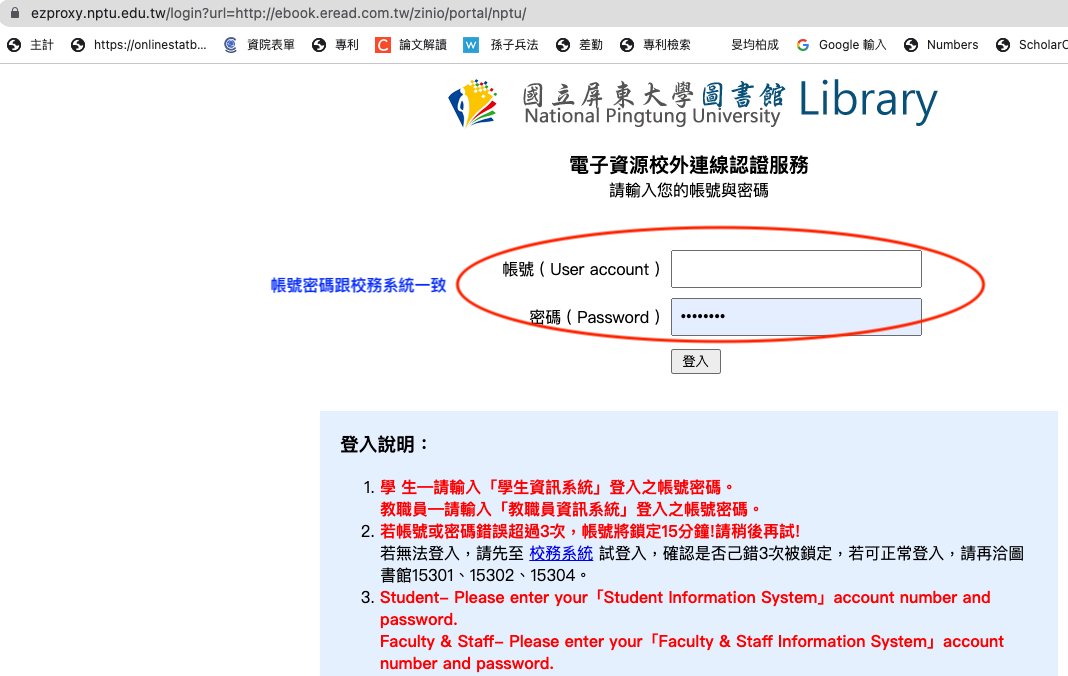 ezproxy.nptu.edu.tw/login?url=http://ebook.eread.com.tw/zinio/portal/nptu/
主計 https://onlinestatb... 資院表單 專利 論文解讀 孫子兵法 差勤 專利檢索 旻均柏成 Google 輸入 Numbers ScholarC
國立屏東大學圖書館 Library
National Pingtung University
電子資源校外連線認證服務
請輸入您的帳號與密碼
帳號 ( User account )
帳號密碼跟校務系統一致
密碼 ( Password ) ••••••••
登入
登入說明：
1. 學 生—請輸入「學生資訊系統」登入之帳號密碼。
教職員—請輸入「教職員資訊系統」登入之帳號密碼。
2. 若帳號或密碼錯誤超過3次，帳號將鎖定15分鐘!請稍後再試!
若無法登入，請先至 校務系統 試登入，確認是否己錯3次被鎖定，若可正常登入，請再洽圖
書館15301、15302、15304。
3. Student– Please enter your「Student Information System」account number and
password.
Faculty & Staff– Please enter your「Faculty & Staff Information System」account
number and password.